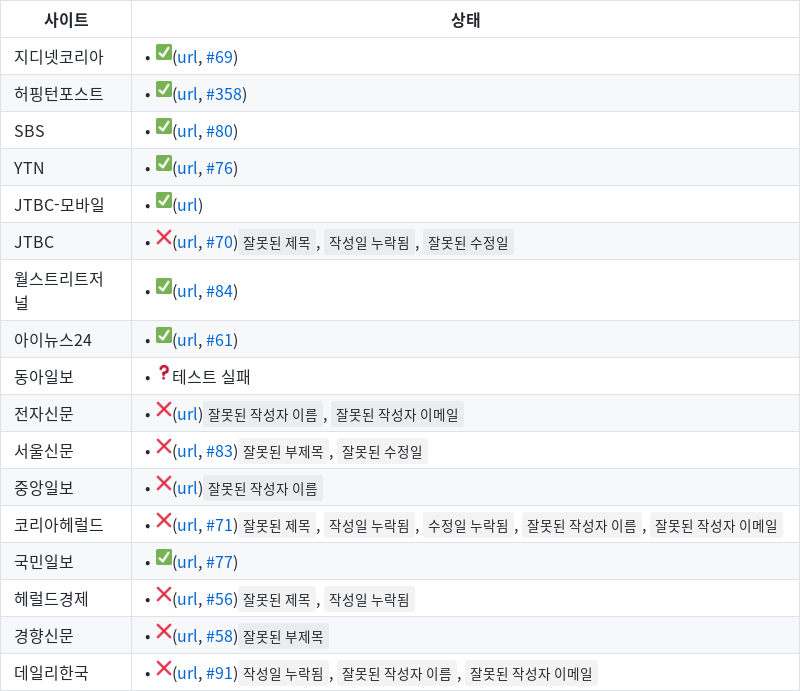 사이트 상태
지디넷코리아 • ✅(url, #69)
허핑턴포스트 • ✅(url, #358)
SBS • ✅(url, #80)
YTN • ✅(url, #76)
JTBC-모바일 • ✅(url)
JTBC • ❌(url, #70) 잘못된 제목 , 작성일 누락됨 , 잘못된 수정일
월스트리트저
널 • ✅(url, #84)
아이뉴스24 • ✅(url, #61)
동아일보 • ❓테스트 실패
전자신문 • ❌(url) 잘못된 작성자 이름 , 잘못된 작성자 이메일
서울신문 • ❌(url, #83) 잘못된 부제목 , 잘못된 수정일
중앙일보 • ❌(url) 잘못된 작성자 이름
코리아헤럴드 • ❌(url, #71) 잘못된 제목 , 작성일 누락됨 , 수정일 누락됨 , 잘못된 작성자 이름 , 잘못된 작성자 이메일
국민일보 • ✅(url, #77)
헤럴드경제 • ❌(url, #56) 잘못된 제목 , 작성일 누락됨
경향신문 • ❌(url, #58) 잘못된 부제목
데일리한국 • ❌(url, #91) 작성일 누락됨 , 잘못된 작성자 이름 , 잘못된 작성자 이메일